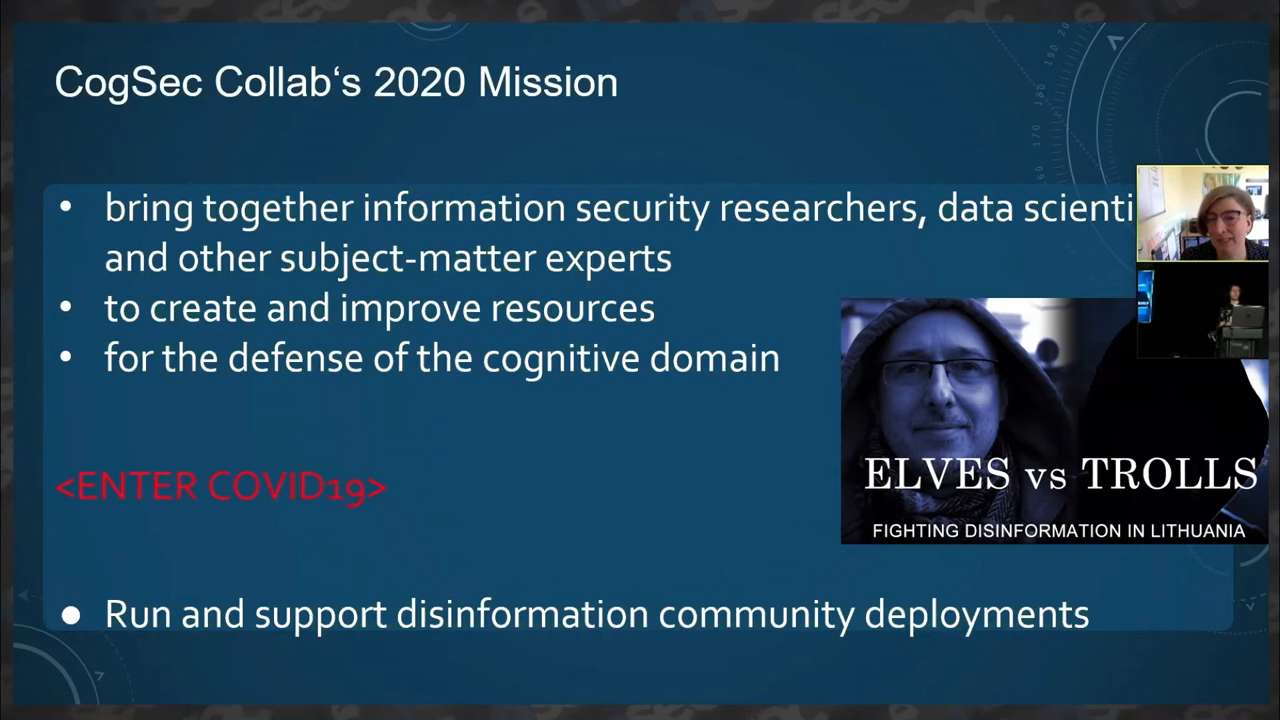 CogSec Collab‘s 2020 Mission
• bring together information security researchers, data scienti
and other subject-matter experts
• to create and improve resources
• for the defense of the cognitive domain
ELVES vs TROLLS
FIGHTING DISINFORMATION IN LITHUANIA
<ENTER COVID19>
● Run and support disinformation community deployments